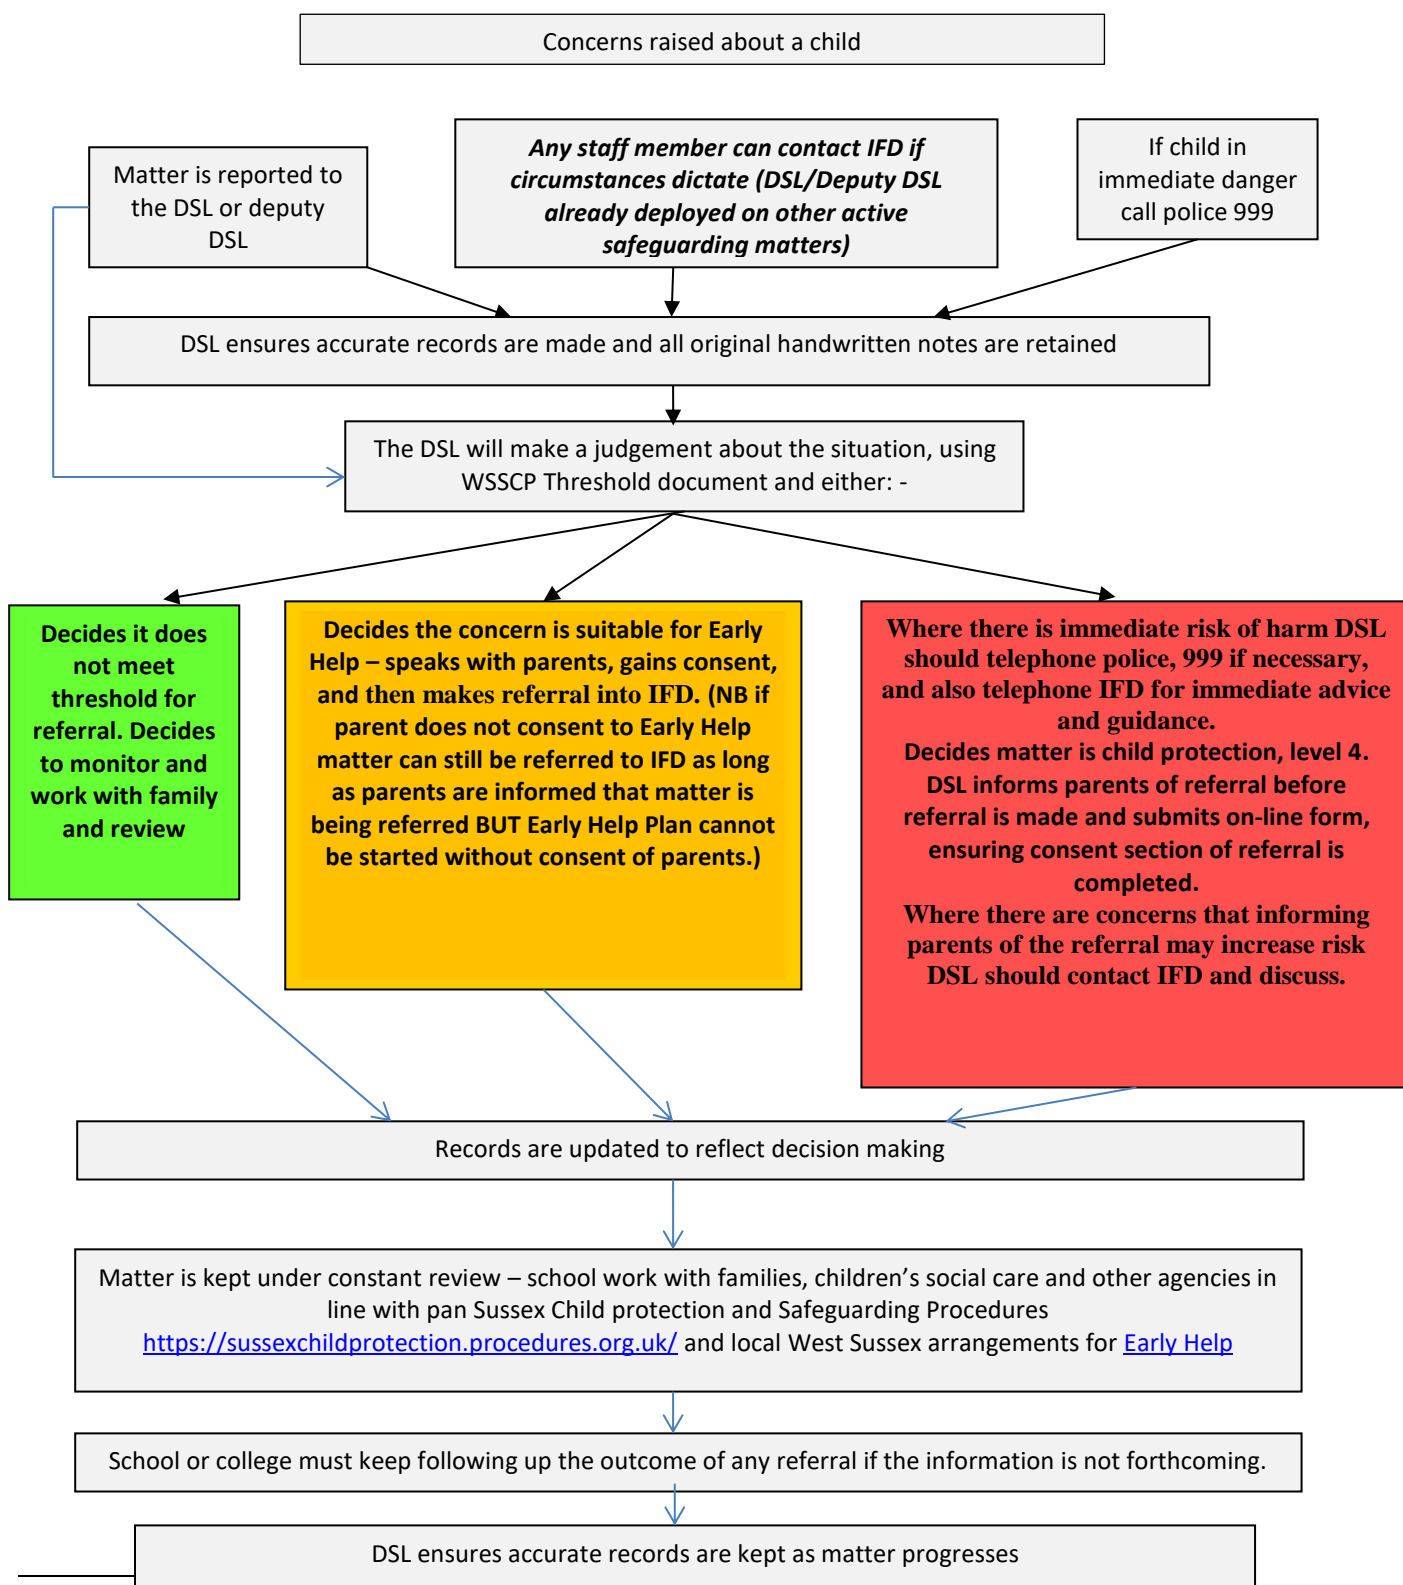 Concerns raised about a child
Matter is reported to
the DSL or deputy
DSL
Any staff member can contact IFD if
circumstances dictate (DSL/Deputy DSL
already deployed on other active
safeguarding matters)
If child in
immediate danger
call police 999
DSL ensures accurate records are made and all original handwritten notes are retained
The DSL will make a judgement about the situation, using
WSSCP Threshold document and either: -
Decides it does
not meet
threshold for
referral. Decides
to monitor and
work with family
and review
Decides the concern is suitable for Early
Help – speaks with parents, gains consent,
and then makes referral into IFD. (NB if
parent does not consent to Early Help
matter can still be referred to IFD as long
as parents are informed that matter is
being referred BUT Early Help Plan cannot
be started without consent of parents.)
Where there is immediate risk of harm DSL
should telephone police, 999 if necessary,
and also telephone IFD for immediate advice
and guidance.
Decides matter is child protection, level 4.
DSL informs parents of referral before
referral is made and submits on-line form,
ensuring consent section of referral is
completed.
Where there are concerns that informing
parents of the referral may increase risk
DSL should contact IFD and discuss.
Records are updated to reflect decision making
Matter is kept under constant review – school work with families, children’s social care and other agencies in
line with pan Sussex Child protection and Safeguarding Procedures
https://sussexchildprotection.procedures.org.uk/ and local West Sussex arrangements for Early Help
School or college must keep following up the outcome of any referral if the information is not forthcoming.
DSL ensures accurate records are kept as matter progresses